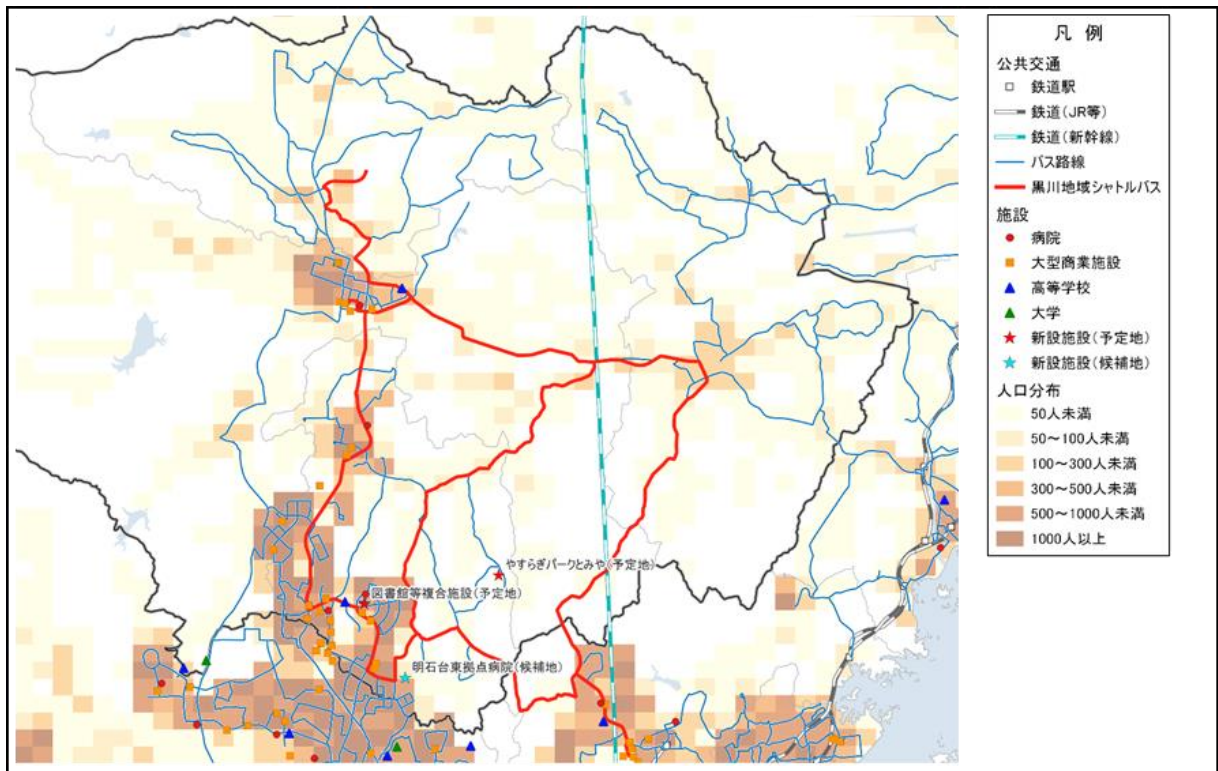 凡 例
公共交通
鉄道駅
鉄道(JR等)
鉄道(新幹線)
バス路線
黒川地域シャトルバス
施設
病院
大型商業施設
高等学校
大学
新設施設(予定地)
新設施設(候補地)
人口分布
50人未満
50~100人未満
100~300人未満
300~500人未満
500~1000人未満
1000人以上
やすらぎパークとみや(予定地)
図書館等複合施設(予定地)
明石台東拠点病院(候補地)